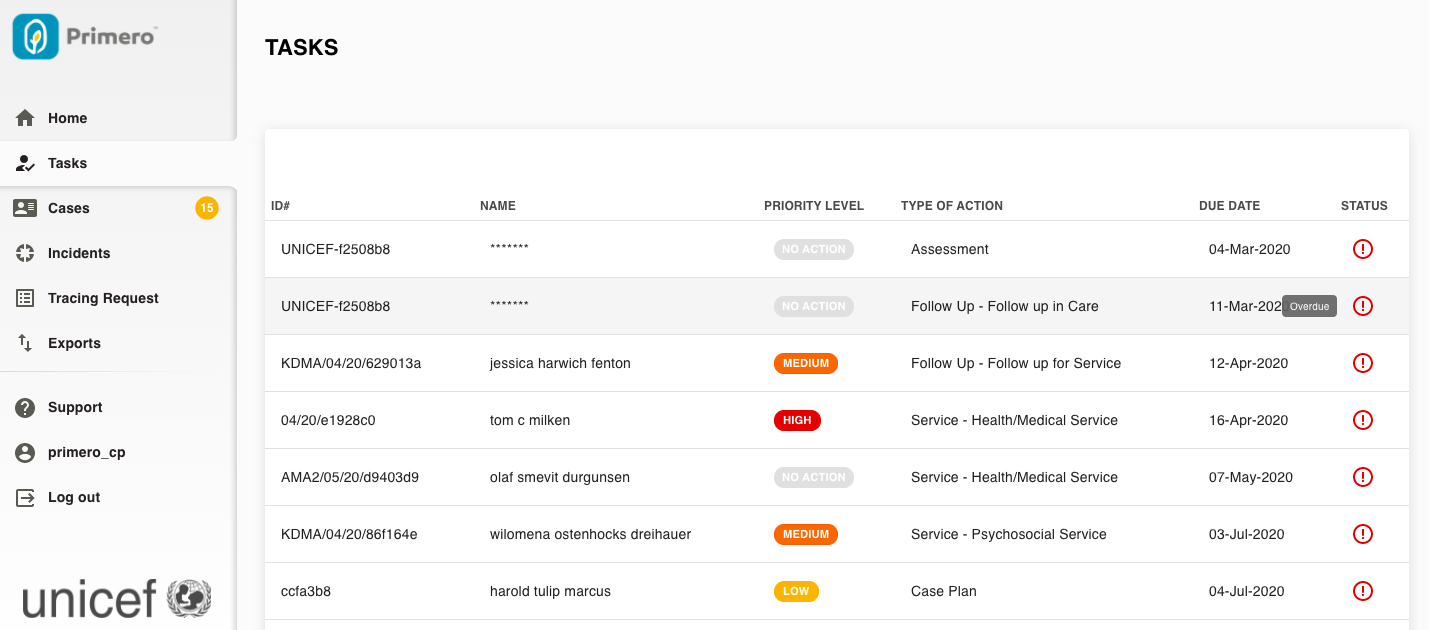 Primero™
TASKS
Home
Tasks
Cases 15
Incidents
Tracing Request
Exports
Support
primero_cp
Log out
unicef
ID# NAME PRIORITY LEVEL TYPE OF ACTION DUE DATE STATUS
UNICEF-f2508b8 ******* NO ACTION Assessment 04-Mar-2020
UNICEF-f2508b8 ******* NO ACTION Follow Up - Follow up in Care 11-Mar-202 Overdue
KDMA/04/20/629013a jessica harwich fenton MEDIUM Follow Up - Follow up for Service 12-Apr-2020
04/20/e1928c0 tom c milken HIGH Service - Health/Medical Service 16-Apr-2020
AMA2/05/20/d9403d9 olaf smevit durgunsen NO ACTION Service - Health/Medical Service 07-May-2020
KDMA/04/20/86f164e wilomena ostenhocks dreihauer MEDIUM Service - Psychosocial Service 03-Jul-2020
ccfa3b8 harold tulip marcus LOW Case Plan 04-Jul-2020